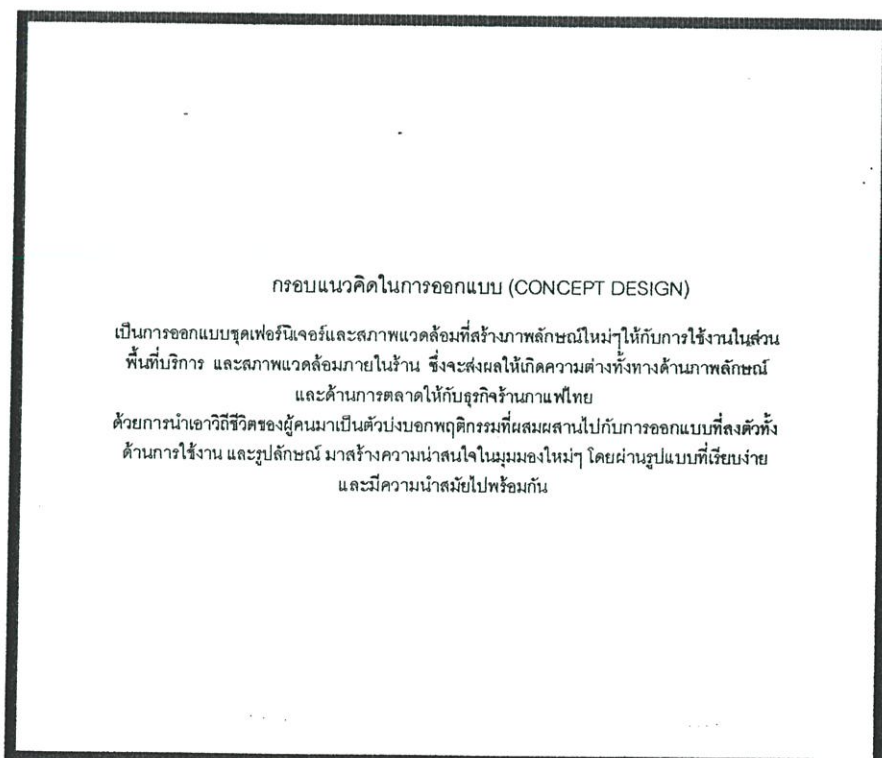 กรอบแนวคิดในการออกแบบ (CONCEPT DESIGN)
เป็นการออกแบบชุดเฟอร์นิเจอร์และสภาพแวดล้อมที่สร้างภาพลักษณ์ใหม่ๆให้กับการใช้งานในส่วน
พื้นที่บริการ และสภาพแวดล้อมภายในร้าน ซึ่งจะส่งผลให้เกิดความต่างทั้งทางด้านภาพลักษณ์
และด้านการตลาดให้กับธุรกิจร้านกาแฟไทย
ด้วยการนำเอาวิถีชีวิตของผู้คนมาเป็นตัวบ่งบอกพฤติกรรมที่ผสมผสานไปกับการออกแบบที่ลงตัวทั้ง
ด้านการใช้งาน และรูปลักษณ์ มาสร้างความน่าสนใจในมุมมองใหม่ๆ โดยผ่านรูปแบบที่เรียบง่าย
และมีความนำสมัยไปพร้อมกัน